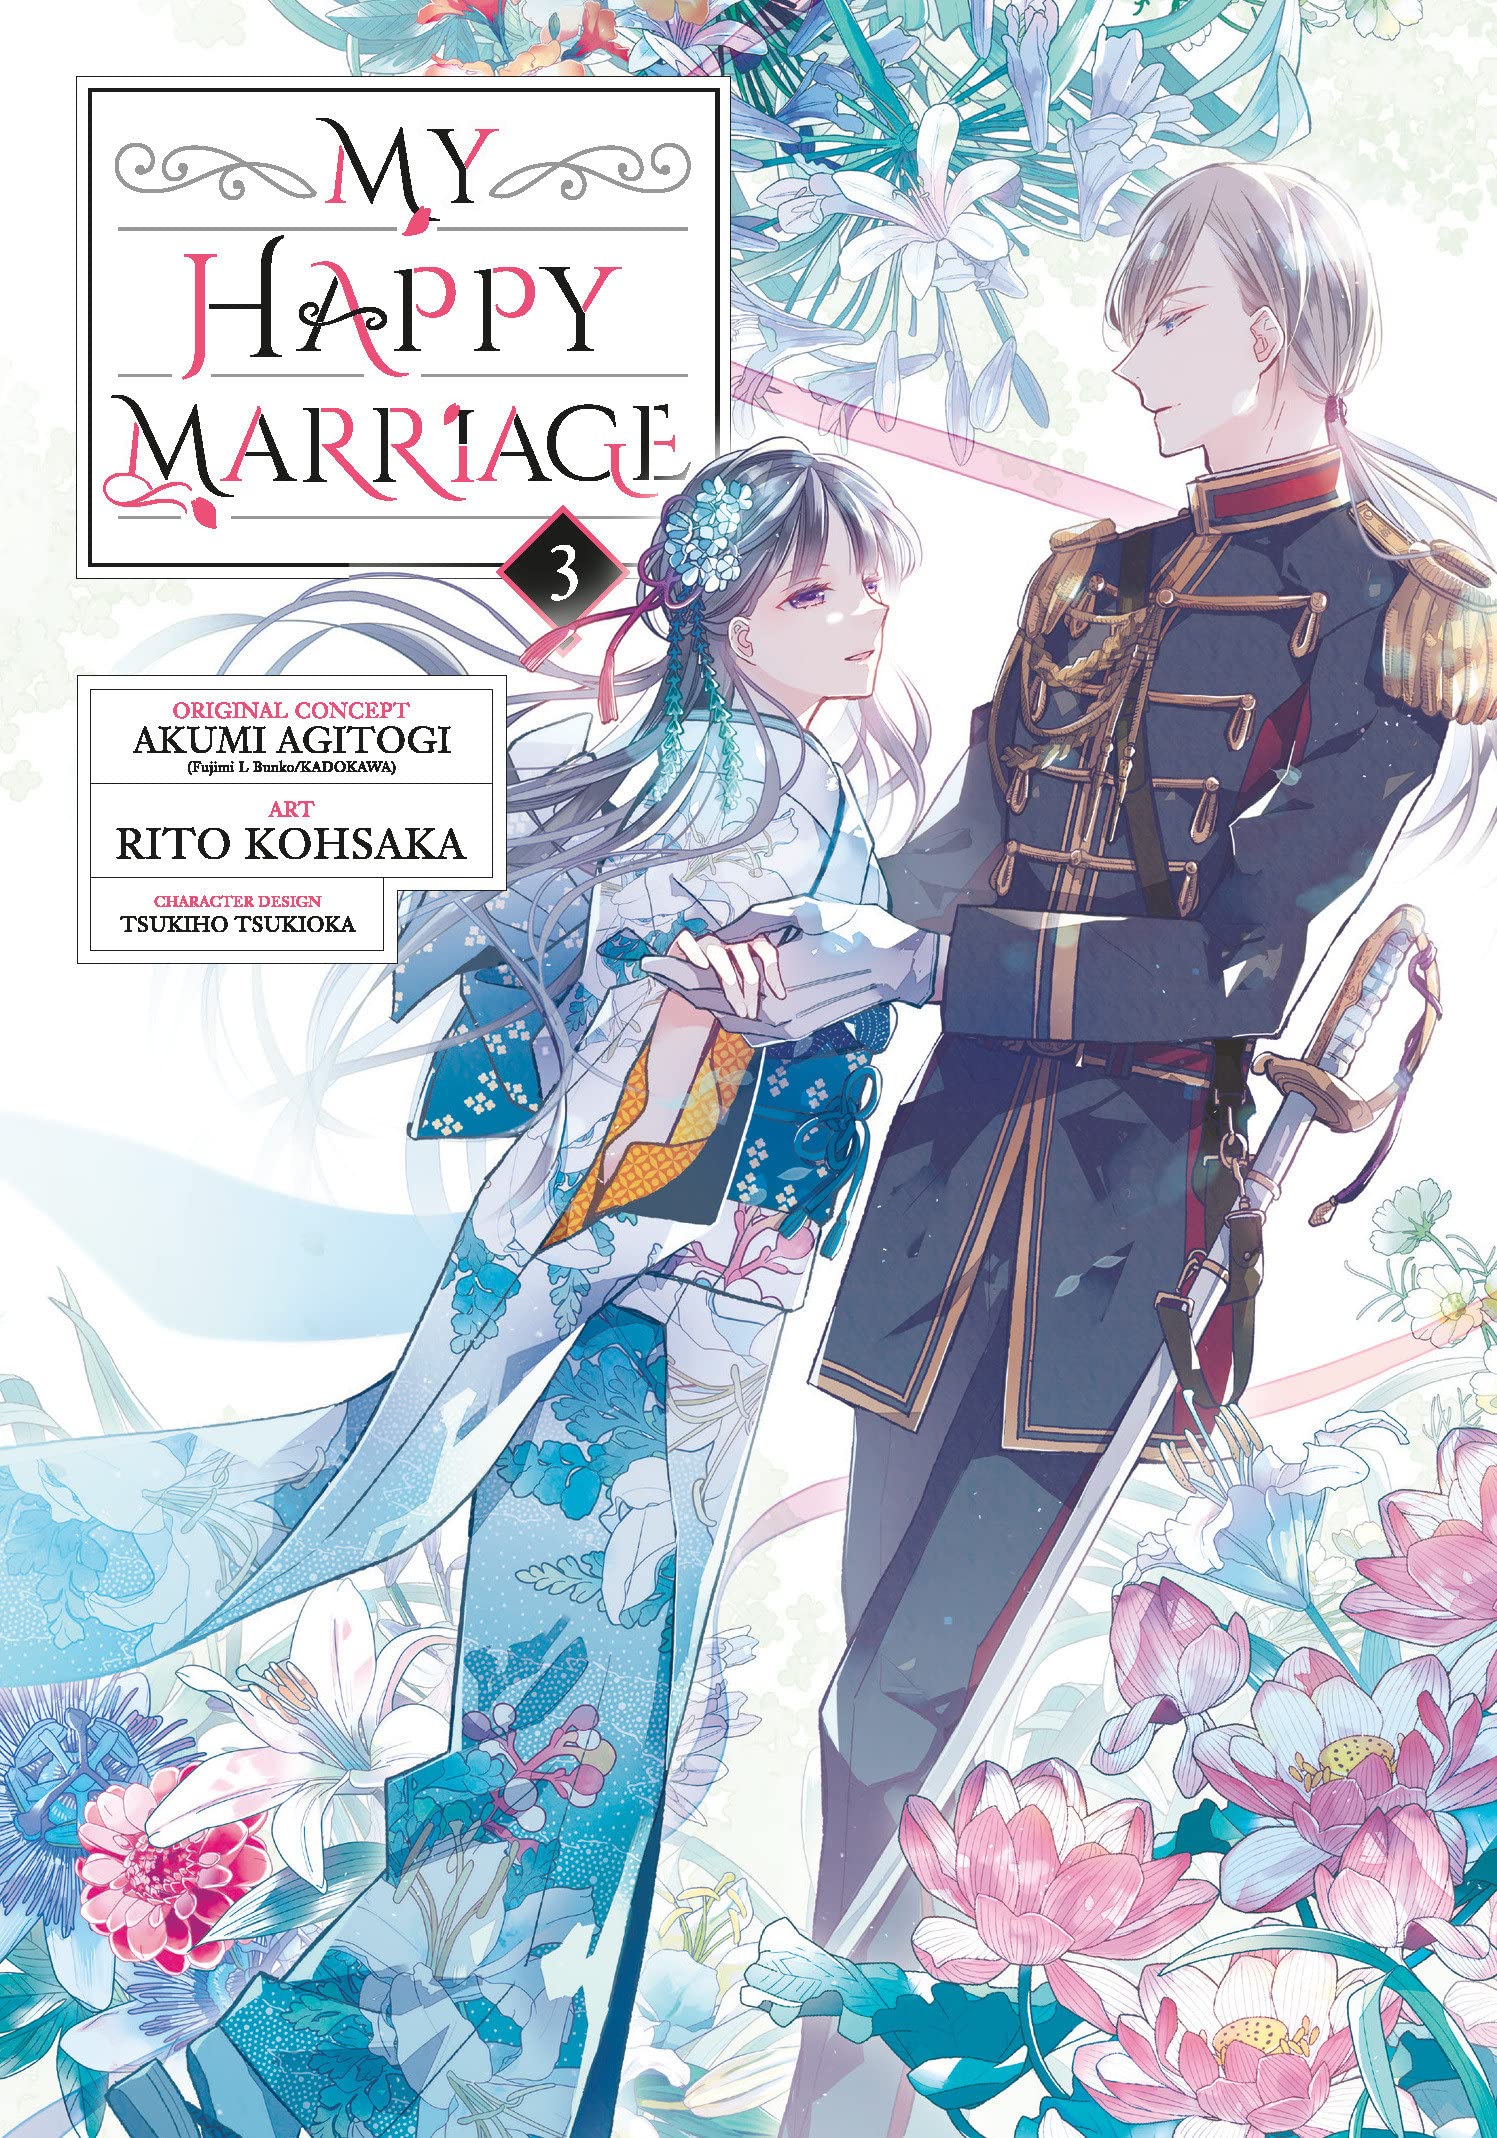 MY
HAPPY
MARRIAGE
3
ORIGINAL CONCEPT
AKUMI AGITOGI
(Fujimi L Bunko/KADOKAWA)
ART
RITO KOHSAKA
CHARACTER DESIGN
TSUKIHO TSUKIOKA